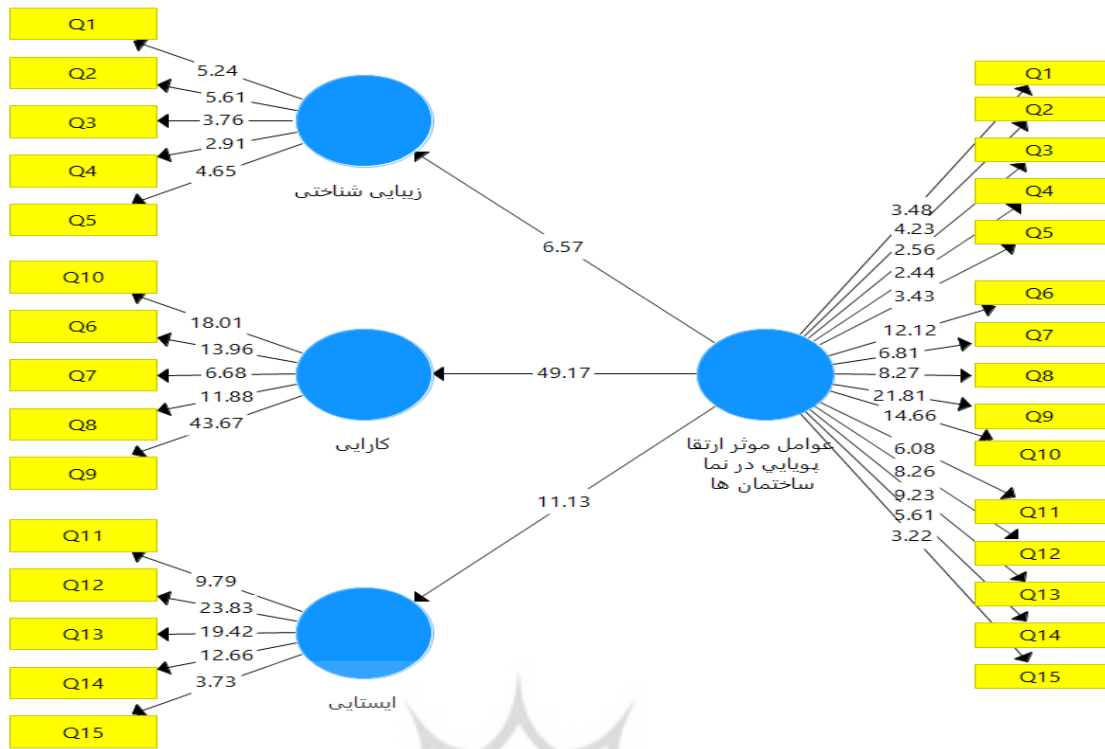 Q1
Q2
Q3
Q4
Q5
5.24
5.61
3.76
2.91
4.65
زیبایی شناختی
Q10
Q6
Q7
Q8
Q9
18.01
13.96
6.68
11.88
43.67
کارایی
Q11
Q12
Q13
Q14
Q15
9.79
23.83
19.42
12.66
3.73
ایستایی
6.57
49.17
11.13
عوامل موثر ارتقا
پویايي در نما
ساختمان ها
3.48
4.23
2.56
2.44
3.43
12.12
6.81
8.27
21.81
14.66
6.08
8.26
9.23
5.61
3.22
Q1
Q2
Q3
Q4
Q5
Q6
Q7
Q8
Q9
Q10
Q11
Q12
Q13
Q14
Q15